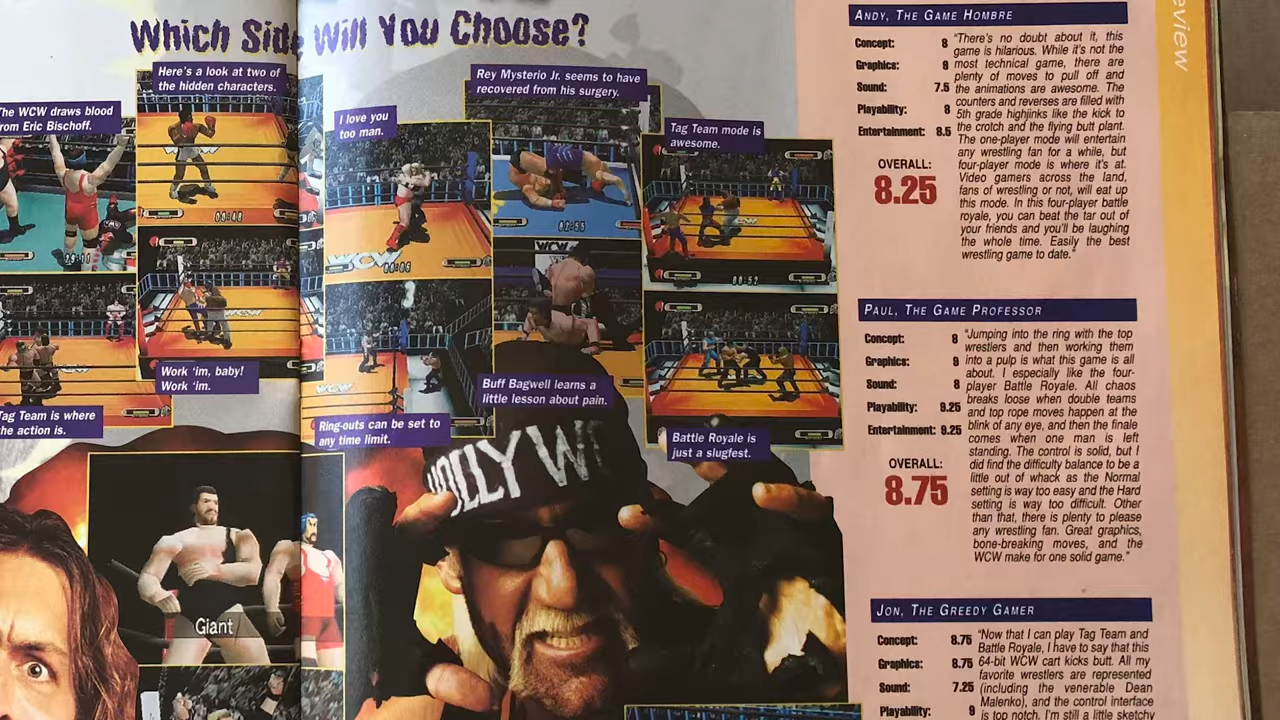 Which Side Will You Choose?
The WCW draws blood
from Eric Bischoff.
Here's a look at two of
the hidden characters.
I love you
too man.
Rey Mysterio Jr. seems to have
recovered from his surgery.
Tag Team mode is
awesome.
Work 'im, baby!
Work 'im.
Tag Team is where
the action is.
Ring-outs can be set to
any time limit.
Buff Bagwell learns a
little lesson about pain.
Battle Royale is
just a slugfest.
WCW
00:06
02:55
00:52
WCW
WCW
Giant
eview
ANDY, THE GAME HOMBRE
Concept: 8
Graphics: 9
Sound: 7.5
Playability: 8
Entertainment: 8.5
OVERALL:
8.25
"There's no doubt about it, this
game is hilarious. While it's not the
most technical game, there are
plenty of moves to pull off and
the animations are awesome. The
counters and reverses are filled with
5th grade highjinks like the kick to
the crotch and the flying butt plant.
The one-player mode will entertain
any wrestling fan for a while, but
four-player mode is where it's at.
Video gamers across the land,
fans of wrestling or not, will eat up
this mode. In this four-player battle
royale, you can beat the tar out of
your friends and you'll be laughing
the whole time. Easily the best
wrestling game to date."
PAUL, THE GAME PROFESSOR
Concept: 8
Graphics: 9
Sound: 8
Playability: 9.25
Entertainment: 9.25
OVERALL:
8.75
"Jumping into the ring with the top
wrestlers and then working them
into a pulp is what this game is all
about. I especially like the four-
player Battle Royale. All chaos
breaks loose when double teams
and top rope moves happen at the
blink of any eye, and then the finale
comes when one man is left
standing. The control is solid, but I
did find the difficulty balance to be a
little out of whack as the Normal
setting is way too easy and the Hard
setting is way too difficult. Other
than that, there is plenty to please
any wrestling fan. Great graphics,
bone-breaking moves, and the
WCW make for one solid game."
JON, THE GREEDY GAMER
Concept: 8.75
Graphics: 8.75
Sound: 7.25
Playability: 9
"Now that I can play Tag Team and
Battle Royale, I have to say that this
64-bit WCW cart kicks butt. All my
favorite wrestlers are represented
(including the venerable Dean
Malenko), and the control interface
is top notch. I'm still a little sketchy